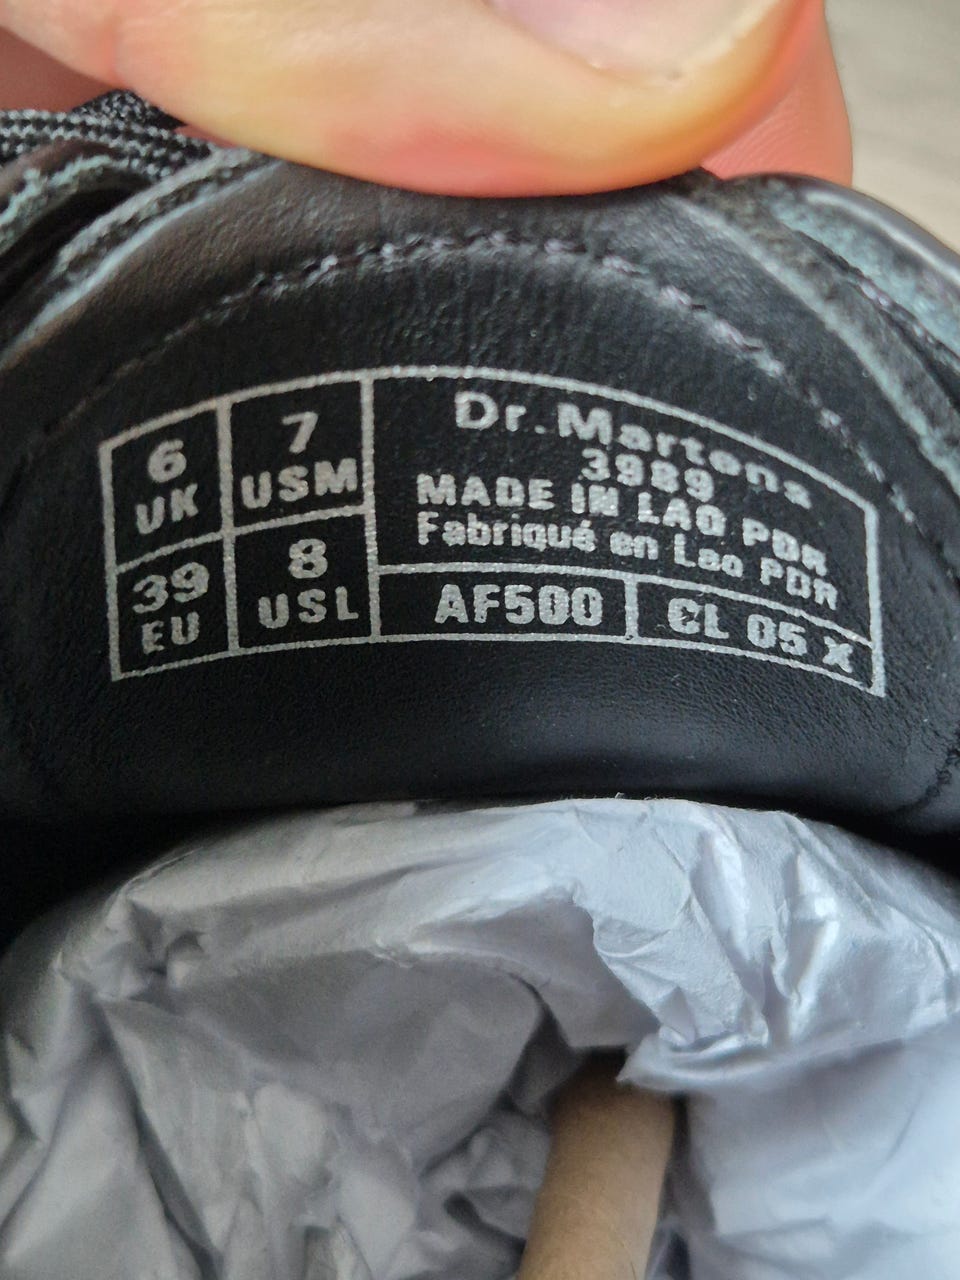 6
UK
7
USM
39
EU
8
USL
Dr.Martens
3989
MADE IN LAO PDR
Fabriqué en Lao PDR
AF500
CL 05 X